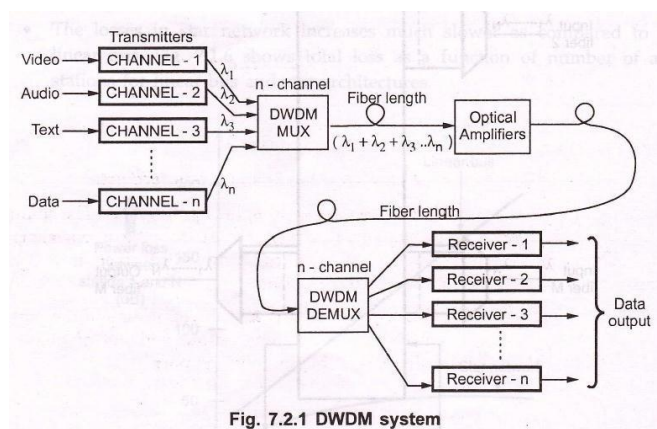 Transmitters
Video
CHANNEL - 1
λ1
Audio
CHANNEL - 2
λ2
Text
CHANNEL - 3
λ3
Data
CHANNEL - n
λn
n - channel
DWDM
MUX
Fiber length
(λ1 + λ2 + λ3 ..λn)
Optical
Amplifiers
Fiber length
n - channel
DWDM
DEMUX
Receiver - 1
Receiver - 2
Receiver - 3
Receiver - n
Data
output
Fig. 7.2.1 DWDM system